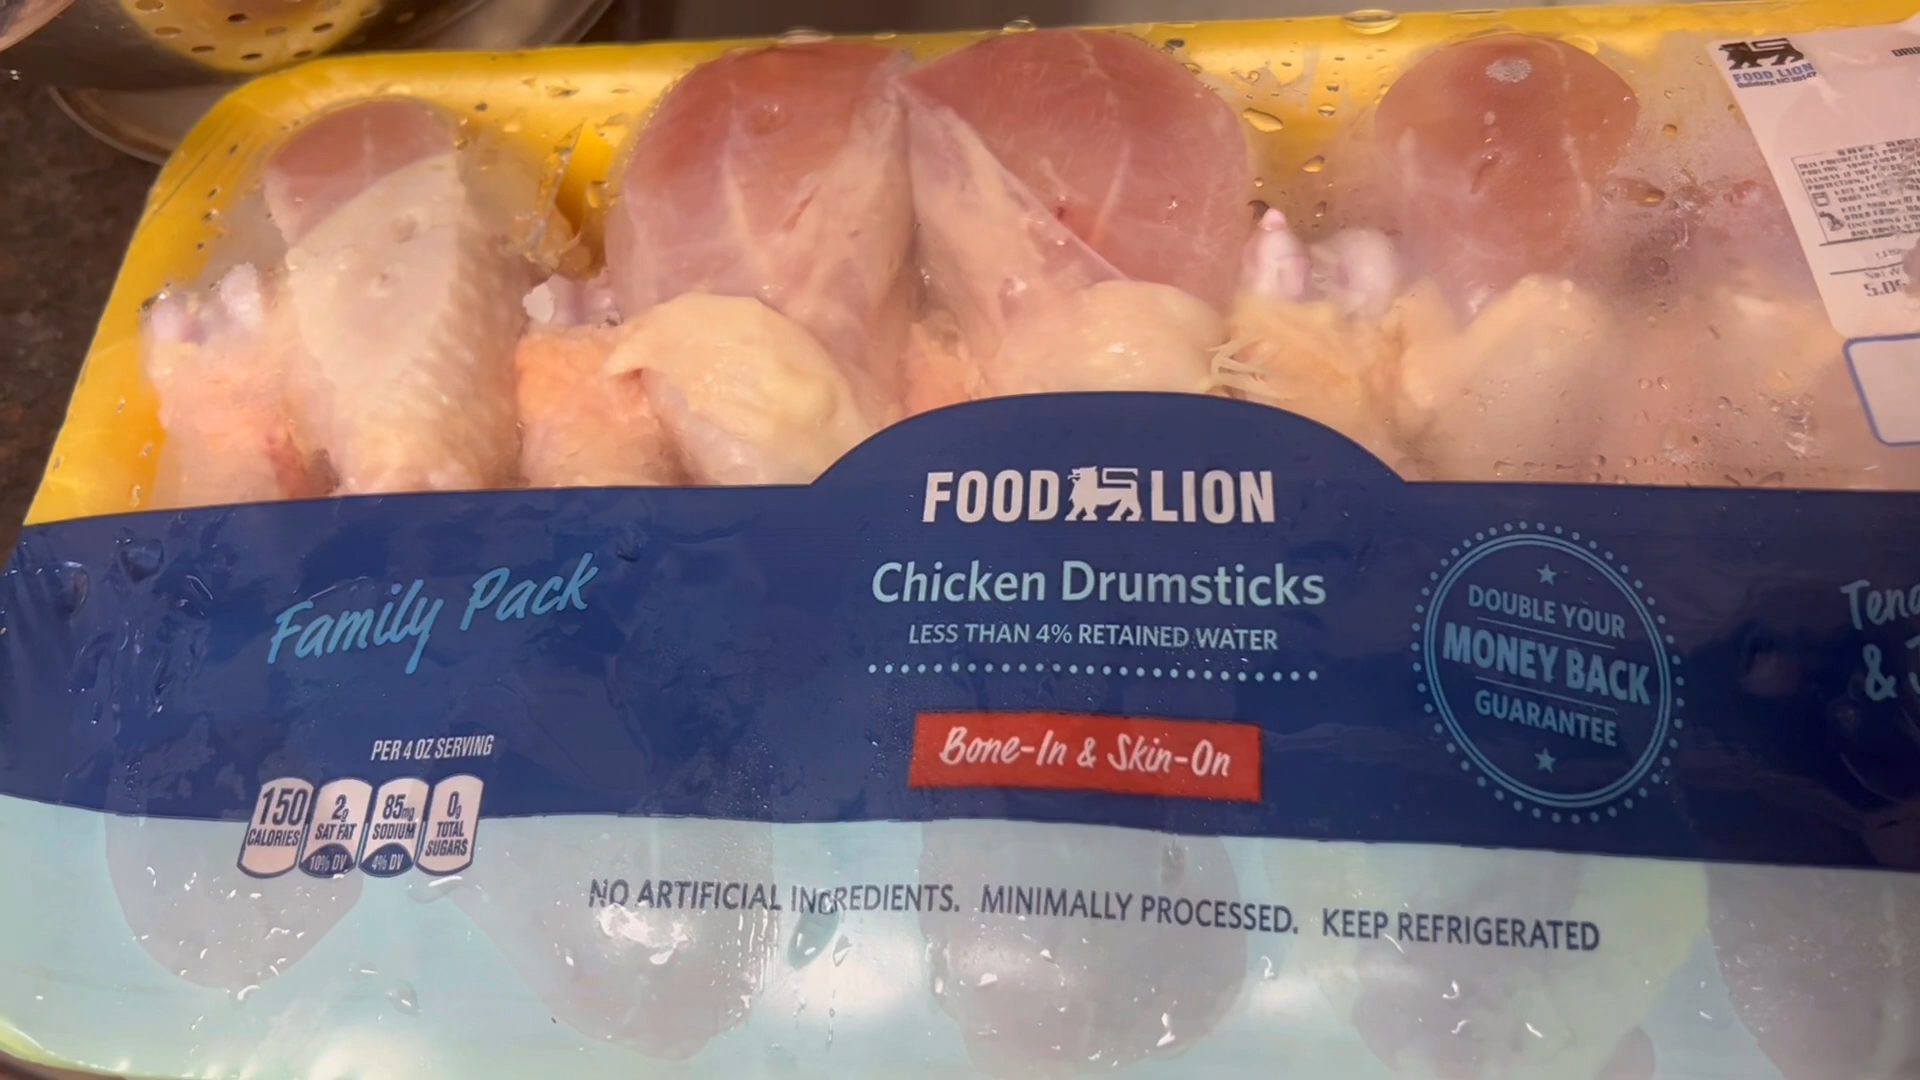 FOOD LION
FOOD LION
Chicken Drumsticks
LESS THAN 4% RETAINED WATER
Bone-In & Skin-On
Family Pack
PER 4 OZ SERVING
150 CALORIES
2g SAT FAT 10% DV
85mg SODIUM 4% DV
0g TOTAL SUGARS
DOUBLE YOUR
MONEY BACK
GUARANTEE
&
NO ARTIFICIAL INGREDIENTS. MINIMALLY PROCESSED. KEEP REFRIGERATED